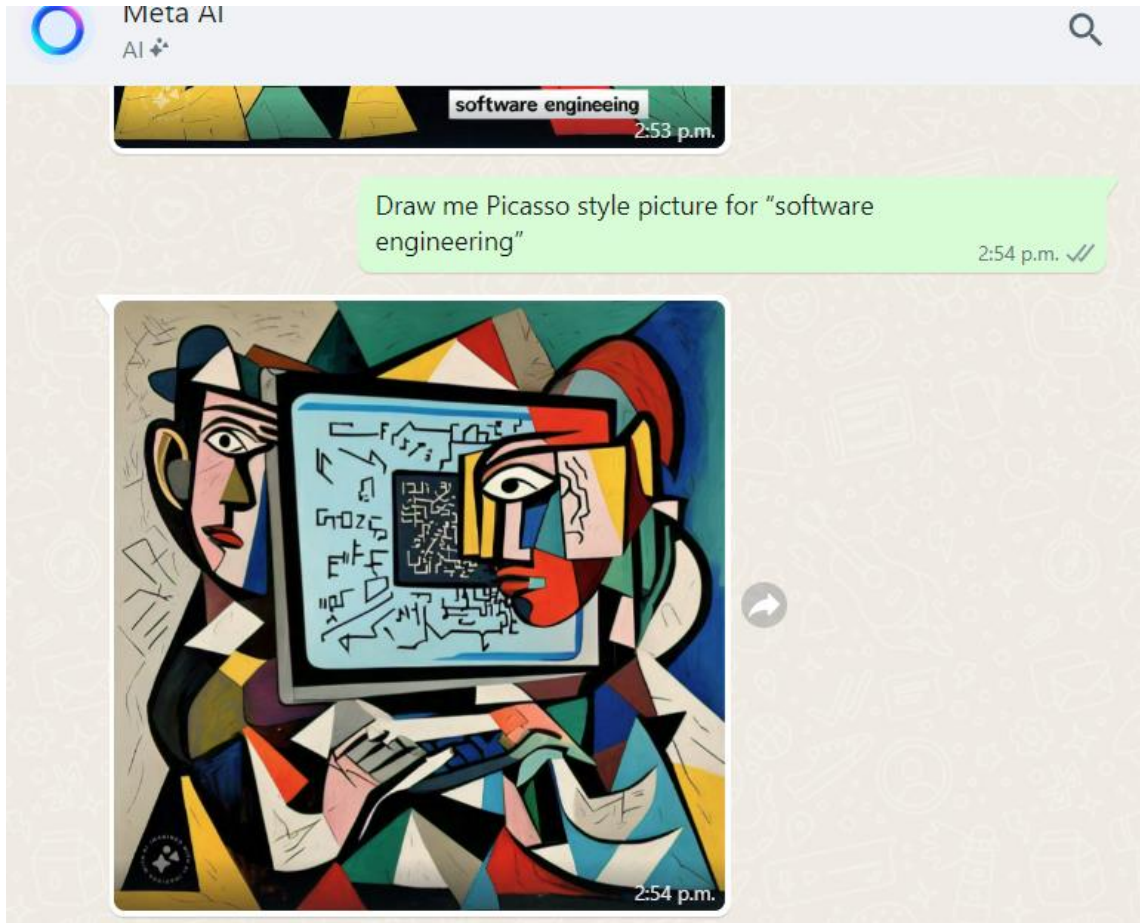 Meta AI
AI
software engineeing
2:53 p.m.
Draw me Picasso style picture for “software
engineering”
2:54 p.m.
2:54 p.m.